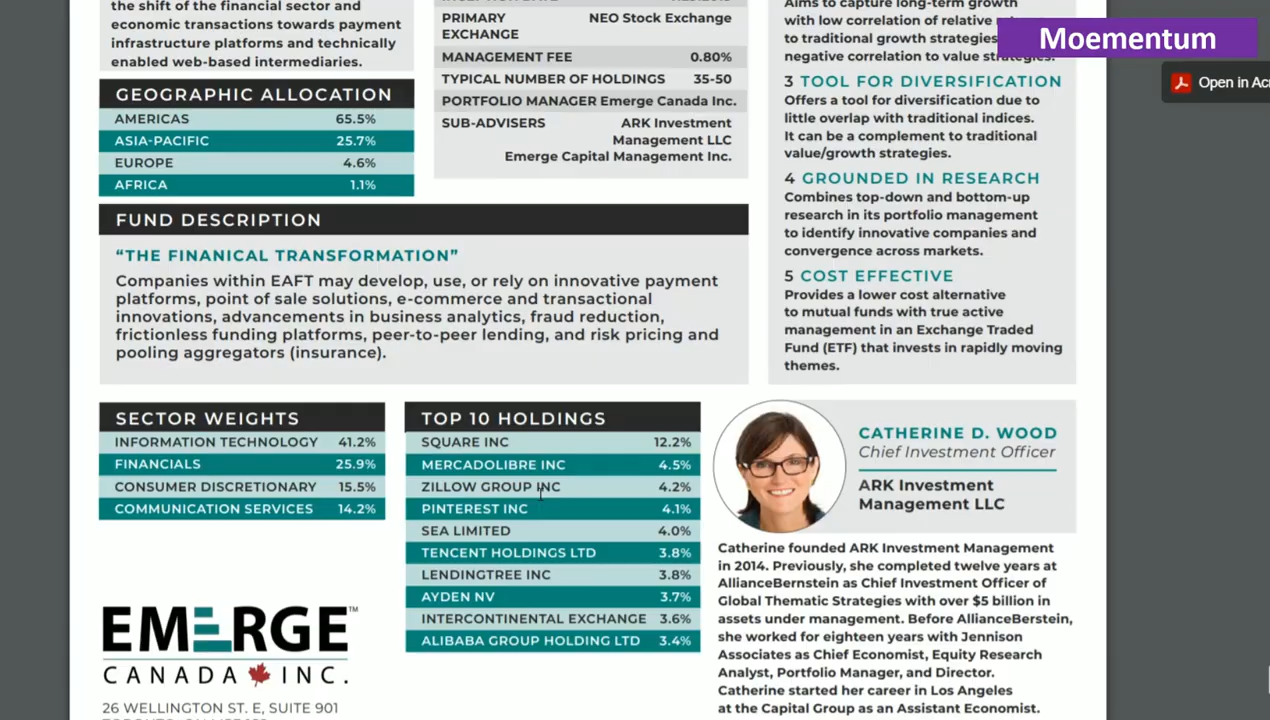 the shift of the financial sector and
economic transactions towards payment
infrastructure platforms and technically
enabled web-based intermediaries.
GEOGRAPHIC ALLOCATION
AMERICAS 65.5%
ASIA-PACIFIC 25.7%
EUROPE 4.6%
AFRICA 1.1%
PRIMARY NEO Stock Exchange
EXCHANGE
MANAGEMENT FEE 0.80%
TYPICAL NUMBER OF HOLDINGS 35-50
PORTFOLIO MANAGER Emerge Canada Inc.
SUB-ADVISERS ARK Investment
Management LLC
Emerge Capital Management Inc.
Aims to capture long-term growth
with low correlation of relative
to traditional growth strategies
negative correlation to value strategies.
Moementum
Open in
3 TOOL FOR DIVERSIFICATION
Offers a tool for diversification due to
little overlap with traditional indices.
It can be a complement to traditional
value/growth strategies.
4 GROUNDED IN RESEARCH
Combines top-down and bottom-up
research in its portfolio management
to identify innovative companies and
convergence across markets.
5 COST EFFECTIVE
Provides a lower cost alternative
to mutual funds with true active
management in an Exchange Traded
Fund (ETF) that invests in rapidly moving
themes.
FUND DESCRIPTION
“THE FINANICAL TRANSFORMATION”
Companies within EAFT may develop, use, or rely on innovative payment
platforms, point of sale solutions, e-commerce and transactional
innovations, advancements in business analytics, fraud reduction,
frictionless funding platforms, peer-to-peer lending, and risk pricing and
pooling aggregators (insurance).
SECTOR WEIGHTS
INFORMATION TECHNOLOGY 41.2%
FINANCIALS 25.9%
CONSUMER DISCRETIONARY 15.5%
COMMUNICATION SERVICES 14.2%
TOP 10 HOLDINGS
SQUARE INC 12.2%
MERCADOLIBRE INC 4.5%
ZILLOW GROUP INC 4.2%
PINTEREST INC 4.1%
SEA LIMITED 4.0%
TENCENT HOLDINGS LTD 3.8%
LENDINGTREE INC 3.8%
AYDEN NV 3.7%
INTERCONTINENTAL EXCHANGE 3.6%
ALIBABA GROUP HOLDING LTD 3.4%
CATHERINE D. WOOD
Chief Investment Officer
ARK Investment
Management LLC
Catherine founded ARK Investment Management
in 2014. Previously, she completed twelve years at
AllianceBernstein as Chief Investment Officer of
Global Thematic Strategies with over $5 billion in
assets under management. Before AllianceBerstein,
she worked for eighteen years with Jennison
Associates as Chief Economist, Equity Research
Analyst, Portfolio Manager, and Director.
Catherine started her career in Los Angeles
at the Capital Group as an Assistant Economist.
EMERGE™
CANADA INC.
26 WELLINGTON ST. E, SUITE 901